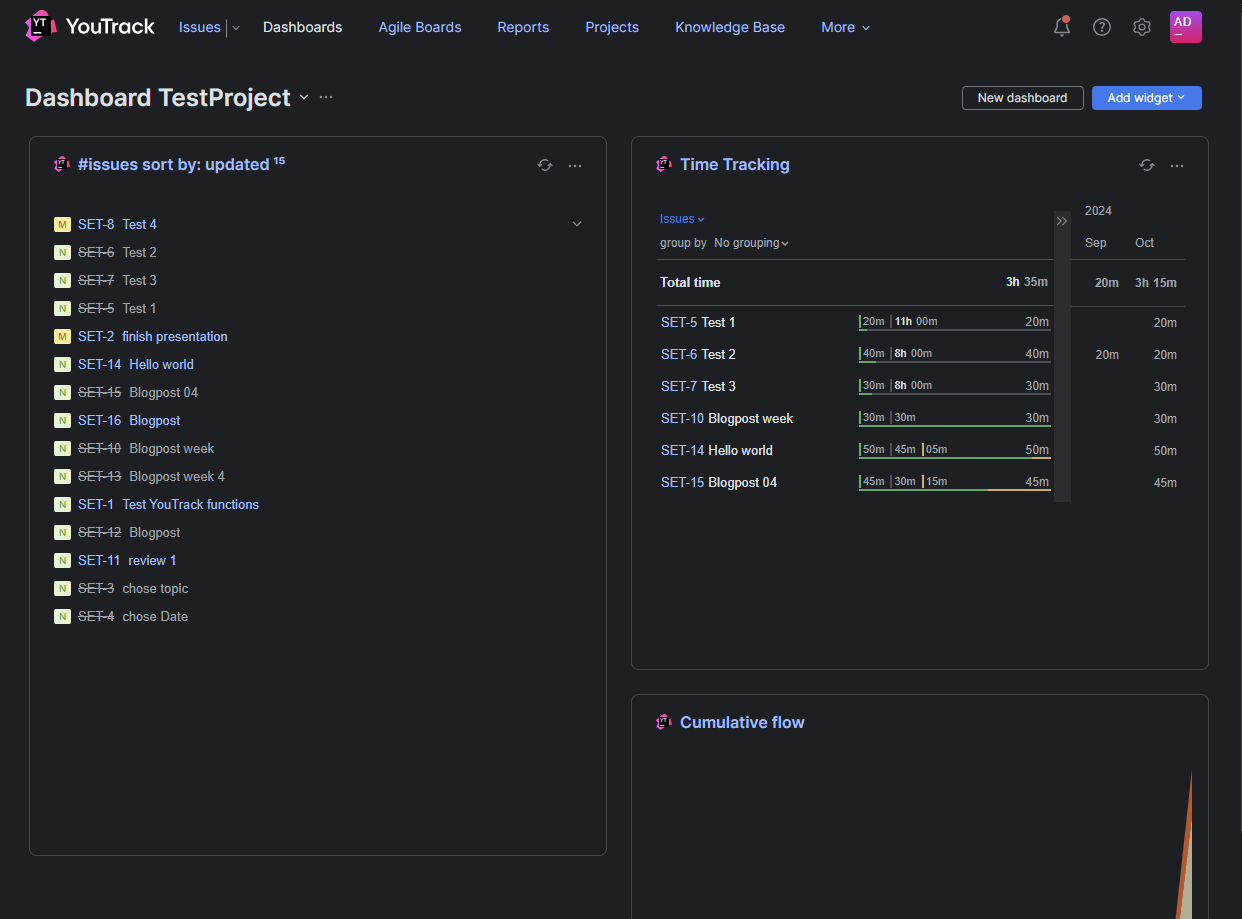 YT YouTrack Issues Dashboards Agile Boards Reports Projects Knowledge Base More AD
Dashboard TestProject ... New dashboard Add widget
#issues sort by: updated 15
M SET-8 Test 4
N SET-6 Test 2
N SET-7 Test 3
N SET-5 Test 1
M SET-2 finish presentation
N SET-14 Hello world
N SET-15 Blogpost 04
N SET-16 Blogpost
N SET-10 Blogpost week
N SET-13 Blogpost week 4
N SET-1 Test YouTrack functions
N SET-12 Blogpost
N SET-11 review 1
N SET-3 chose topic
N SET-4 chose Date
Time Tracking
2024
Issues
group by No grouping Sep Oct
Total time 3h 35m 20m 3h 15m
SET-5 Test 1 20m 11h 00m 20m 20m
SET-6 Test 2 40m 8h 00m 40m 20m 20m
SET-7 Test 3 30m 8h 00m 30m 30m
SET-10 Blogpost week 30m 30m 30m 30m
SET-14 Hello world 50m 45m 05m 50m 50m
SET-15 Blogpost 04 45m 30m 15m 45m 45m
Cumulative flow